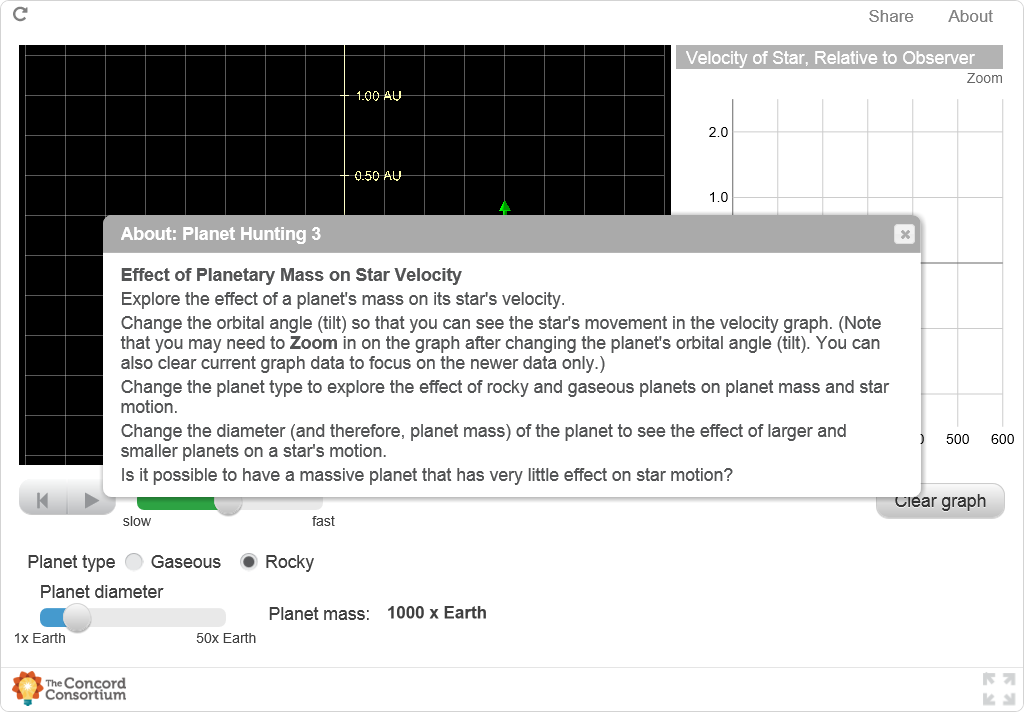 Share About
Velocity of Star, Relative to Observer
Zoom
1.00 AU
2.0
0.50 AU
1.0
About: Planet Hunting 3
Effect of Planetary Mass on Star Velocity
Explore the effect of a planet's mass on its star's velocity.
Change the orbital angle (tilt) so that you can see the star's movement in the velocity graph. (Note
that you may need to Zoom in on the graph after changing the planet's orbital angle (tilt). You can
also clear current graph data to focus on the newer data only.)
Change the planet type to explore the effect of rocky and gaseous planets on planet mass and star
motion.
Change the diameter (and therefore, planet mass) of the planet to see the effect of larger and
smaller planets on a star's motion.
Is it possible to have a massive planet that has very little effect on star motion?
500 600
Clear graph
slow fast
Planet type Gaseous Rocky
Planet diameter
Planet mass: 1000 x Earth
1x Earth 50x Earth
The Concord
Consortium